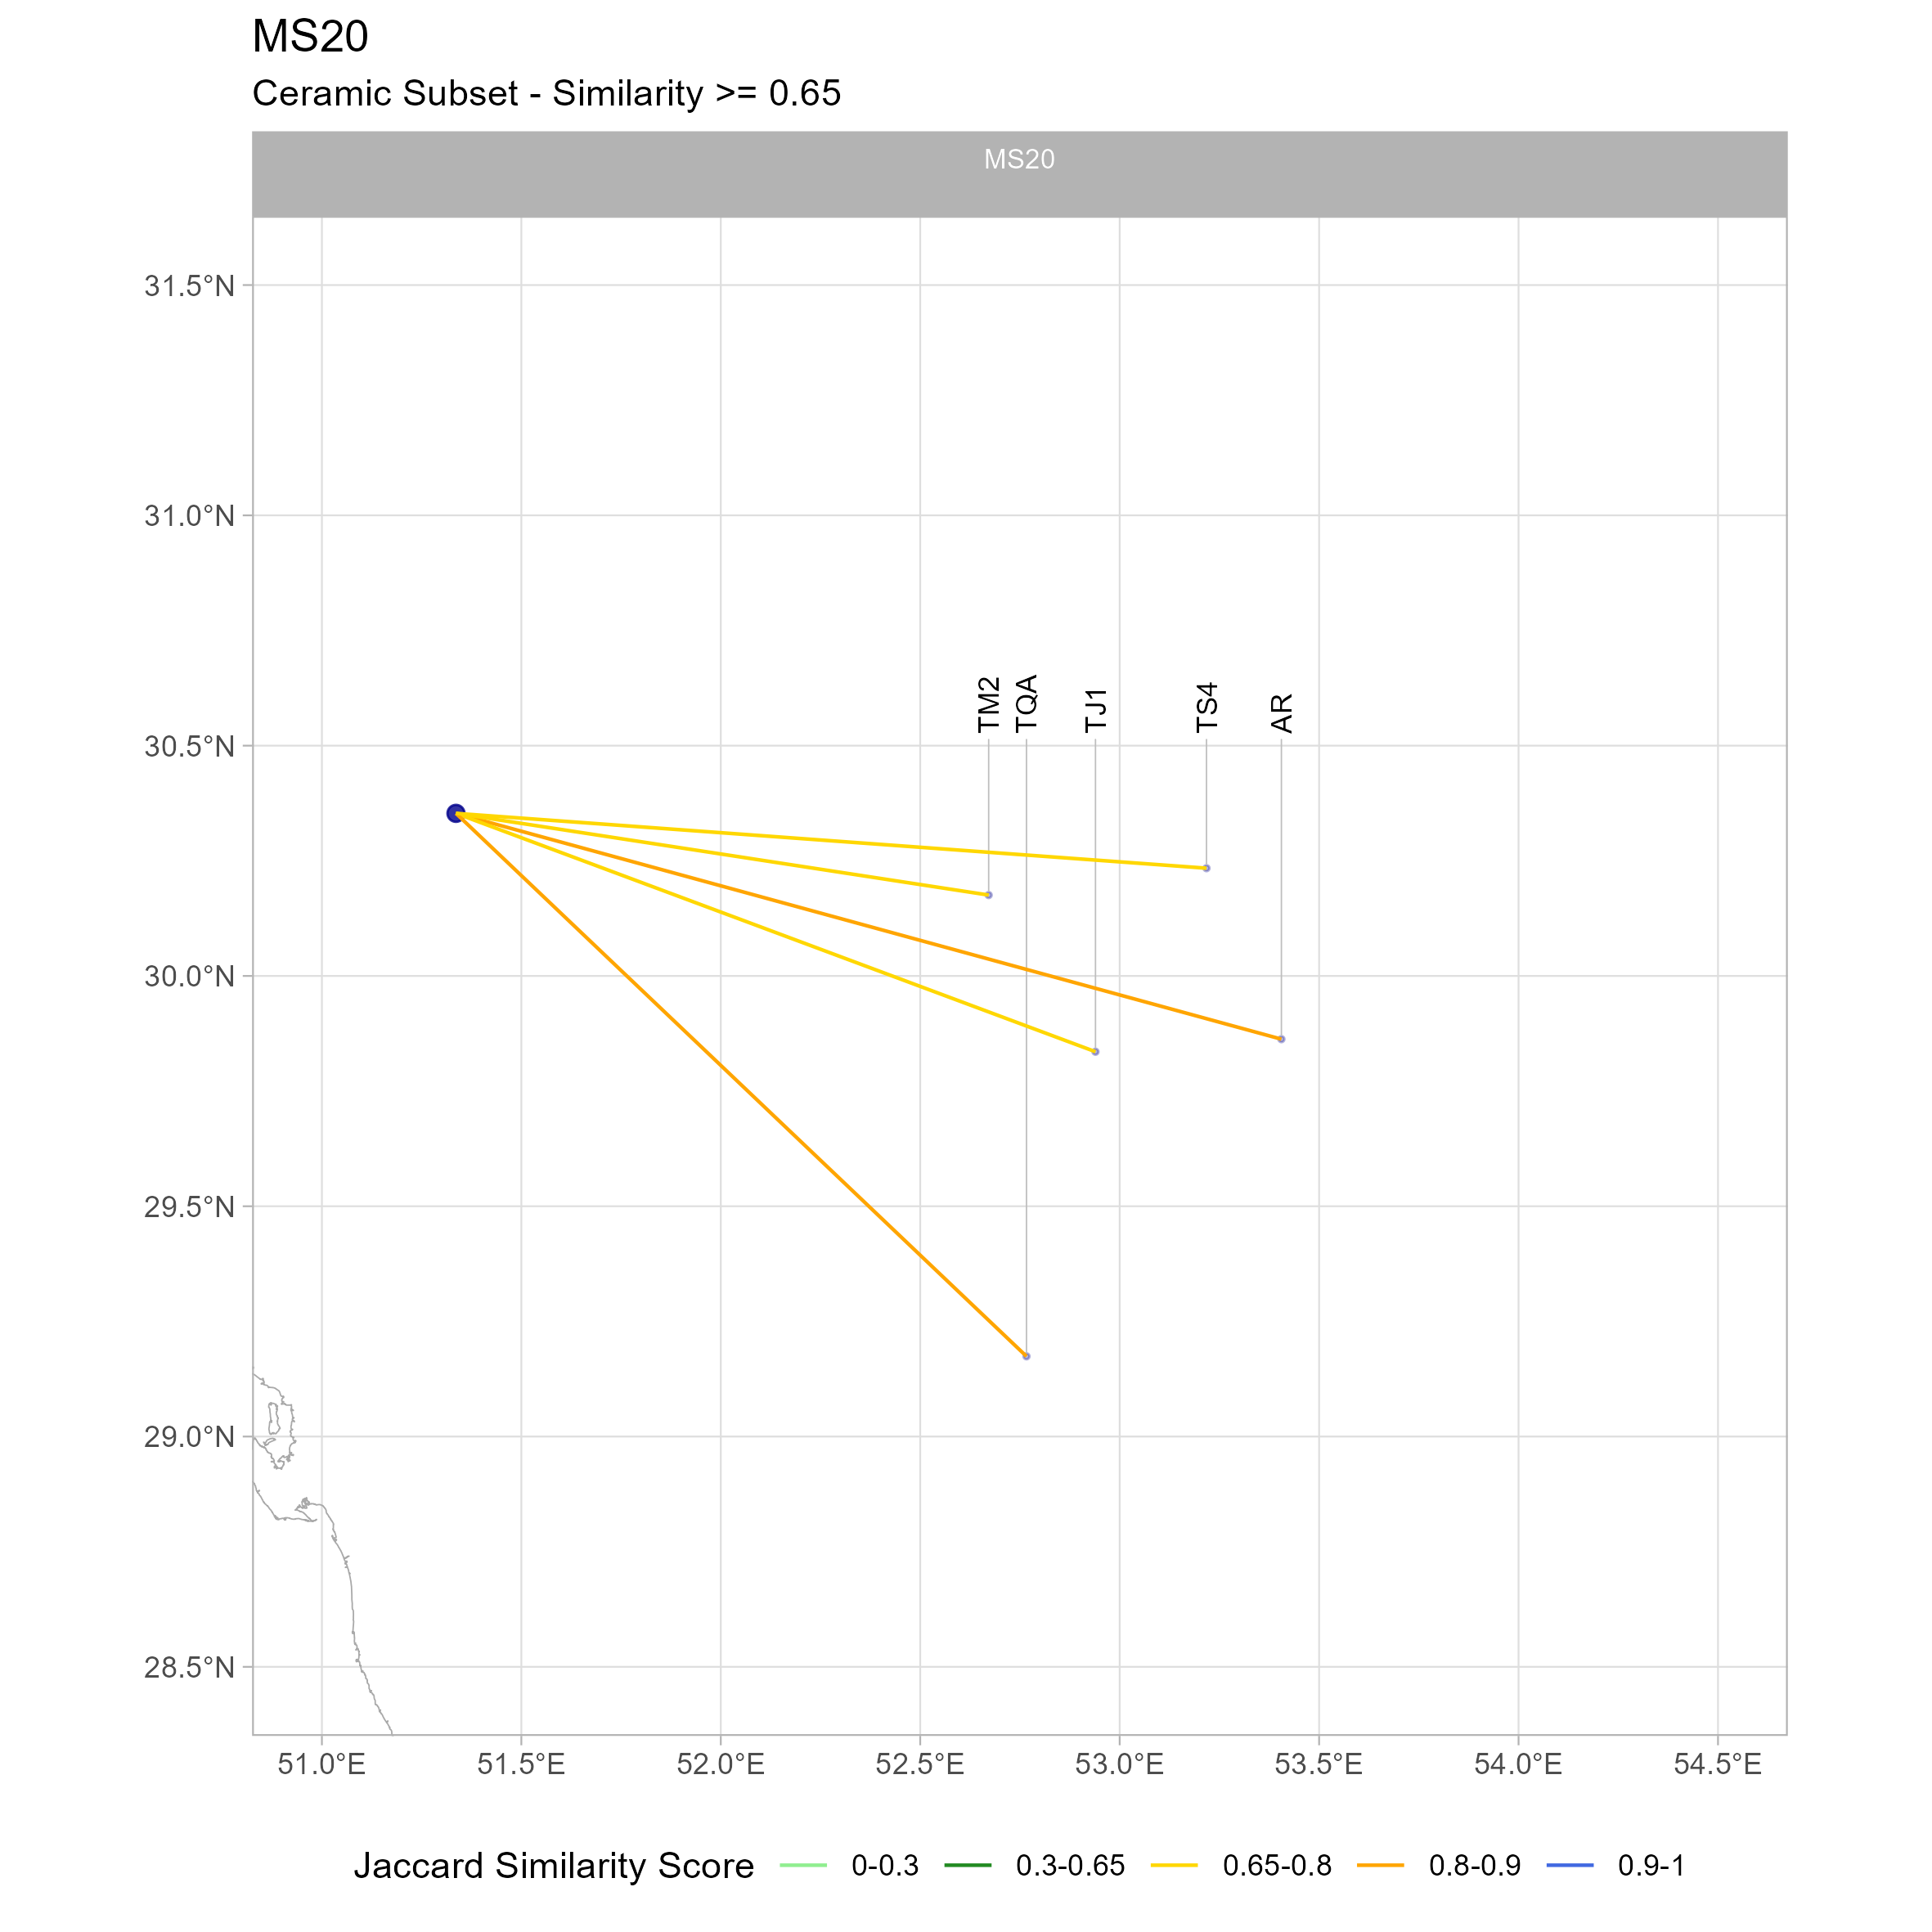 MS20
Ceramic Subset - Similarity >= 0.65
MS20
31.5°N
31.0°N
30.5°N
30.0°N
29.5°N
29.0°N
28.5°N
TM2
TQA
TJ1
TS4
AR
51.0°E
51.5°E
52.0°E
52.5°E
53.0°E
53.5°E
54.0°E
54.5°E
Jaccard Similarity Score 0-0.3 0.3-0.65 0.65-0.8 0.8-0.9 0.9-1